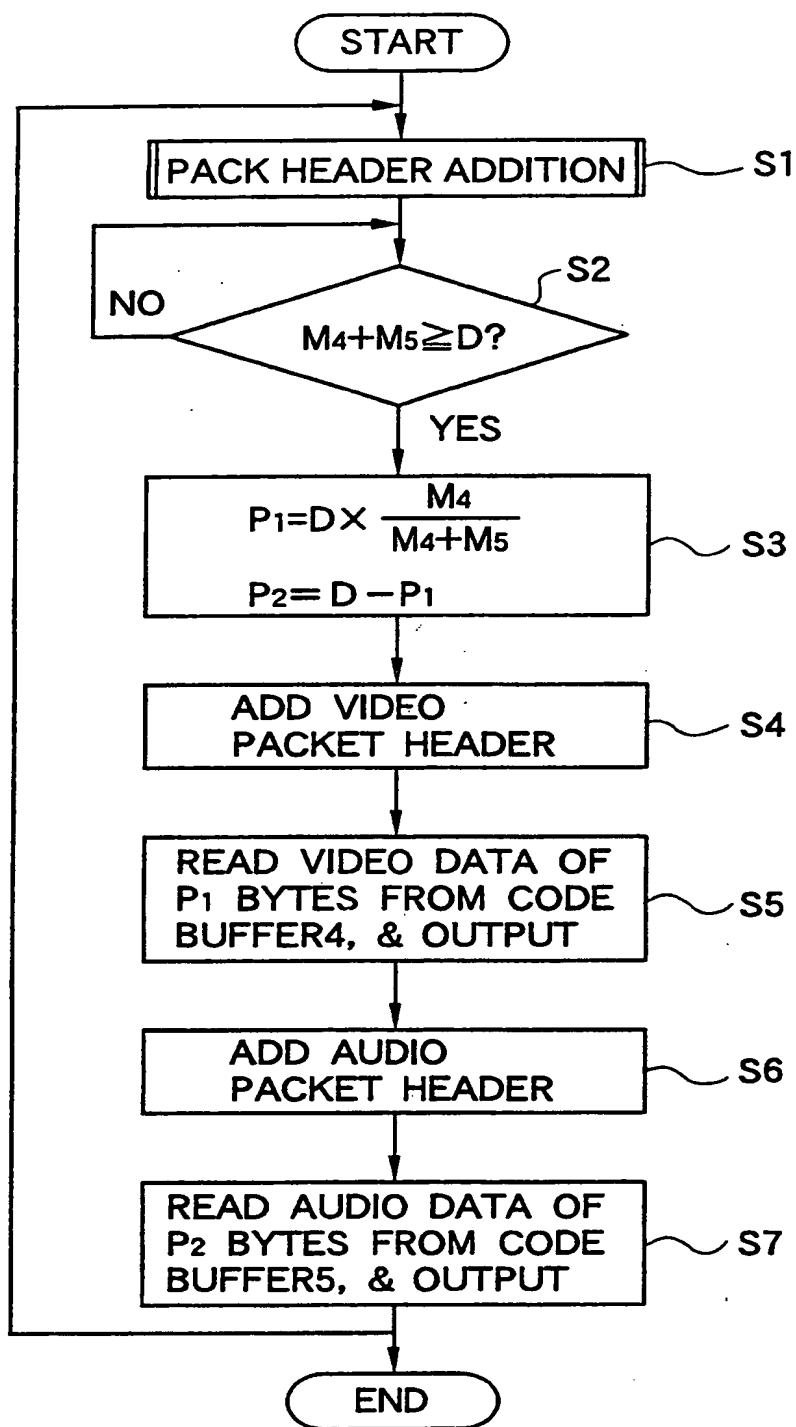 START
PACK HEADER ADDITION
S1
S2
NO
M4+M5≧D?
YES
P1=D× M4
M4+M5
P2=D-P1
S3
ADD VIDEO
PACKET HEADER
S4
READ VIDEO DATA OF
P1 BYTES FROM CODE
BUFFER4, & OUTPUT
S5
ADD AUDIO
PACKET HEADER
S6
READ AUDIO DATA OF
P2 BYTES FROM CODE
BUFFER5, & OUTPUT
S7
END